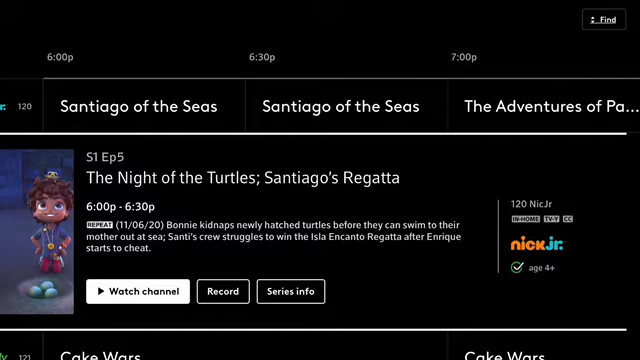 Find
6:00p 6:30p 7:00p
120 Santiago of the Seas Santiago of the Seas The Adventures of Pa...
S1 Ep5
The Night of the Turtles; Santiago's Regatta
6:00p - 6:30p
REPEAT (11/06/20) Bonnie kidnaps newly hatched turtles before they can swim to their
mother out at sea; Santi's crew struggles to win the Isla Encanto Regatta after Enrique
starts to cheat.
120 NicJr
IN-HOME TV-Y CC
nick jr.
age 4+
Watch channel Record Series info
121 Cake Wars Cake Wars